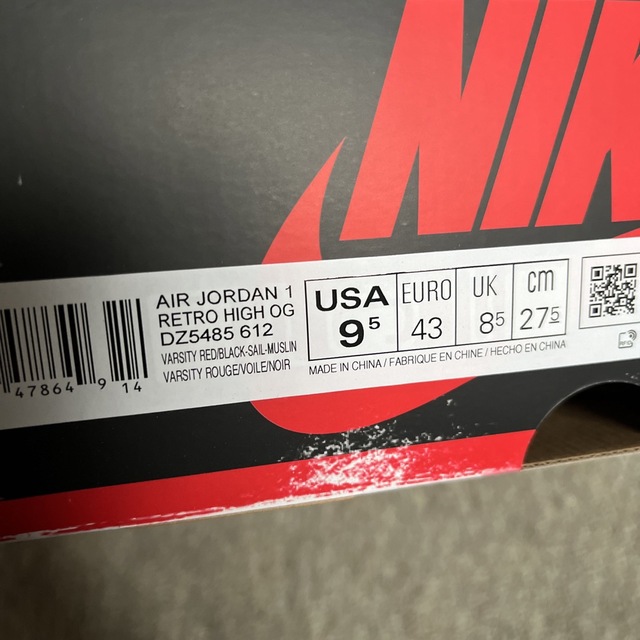 NIK
AIR JORDAN 1
RETRO HIGH OG
DZ5485 612
VARSITY RED/BLACK-SAIL-MUSLIN
VARSITY ROUGE/VOILE/NOIR
47864 9 14
USA
9⁵
EURO
43
UK
8⁵
cm
27⁵
MADE IN CHINA / FABRIQUE EN CHINE / HECHO EN CHINA
RFID